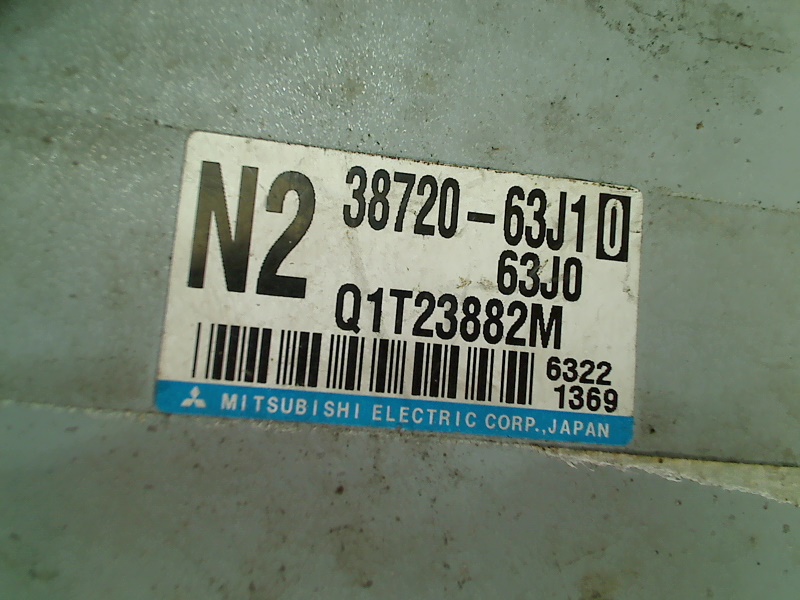 N2 38720-63J10
63J0
Q1T23882M
6322
1369
MITSUBISHI ELECTRIC CORP., JAPAN